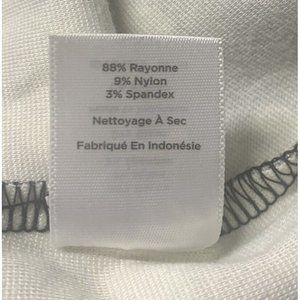 88% Rayonne
9% Nylon
3% Spandex
Nettoyage À Sec
Fabriqué En Indonésie